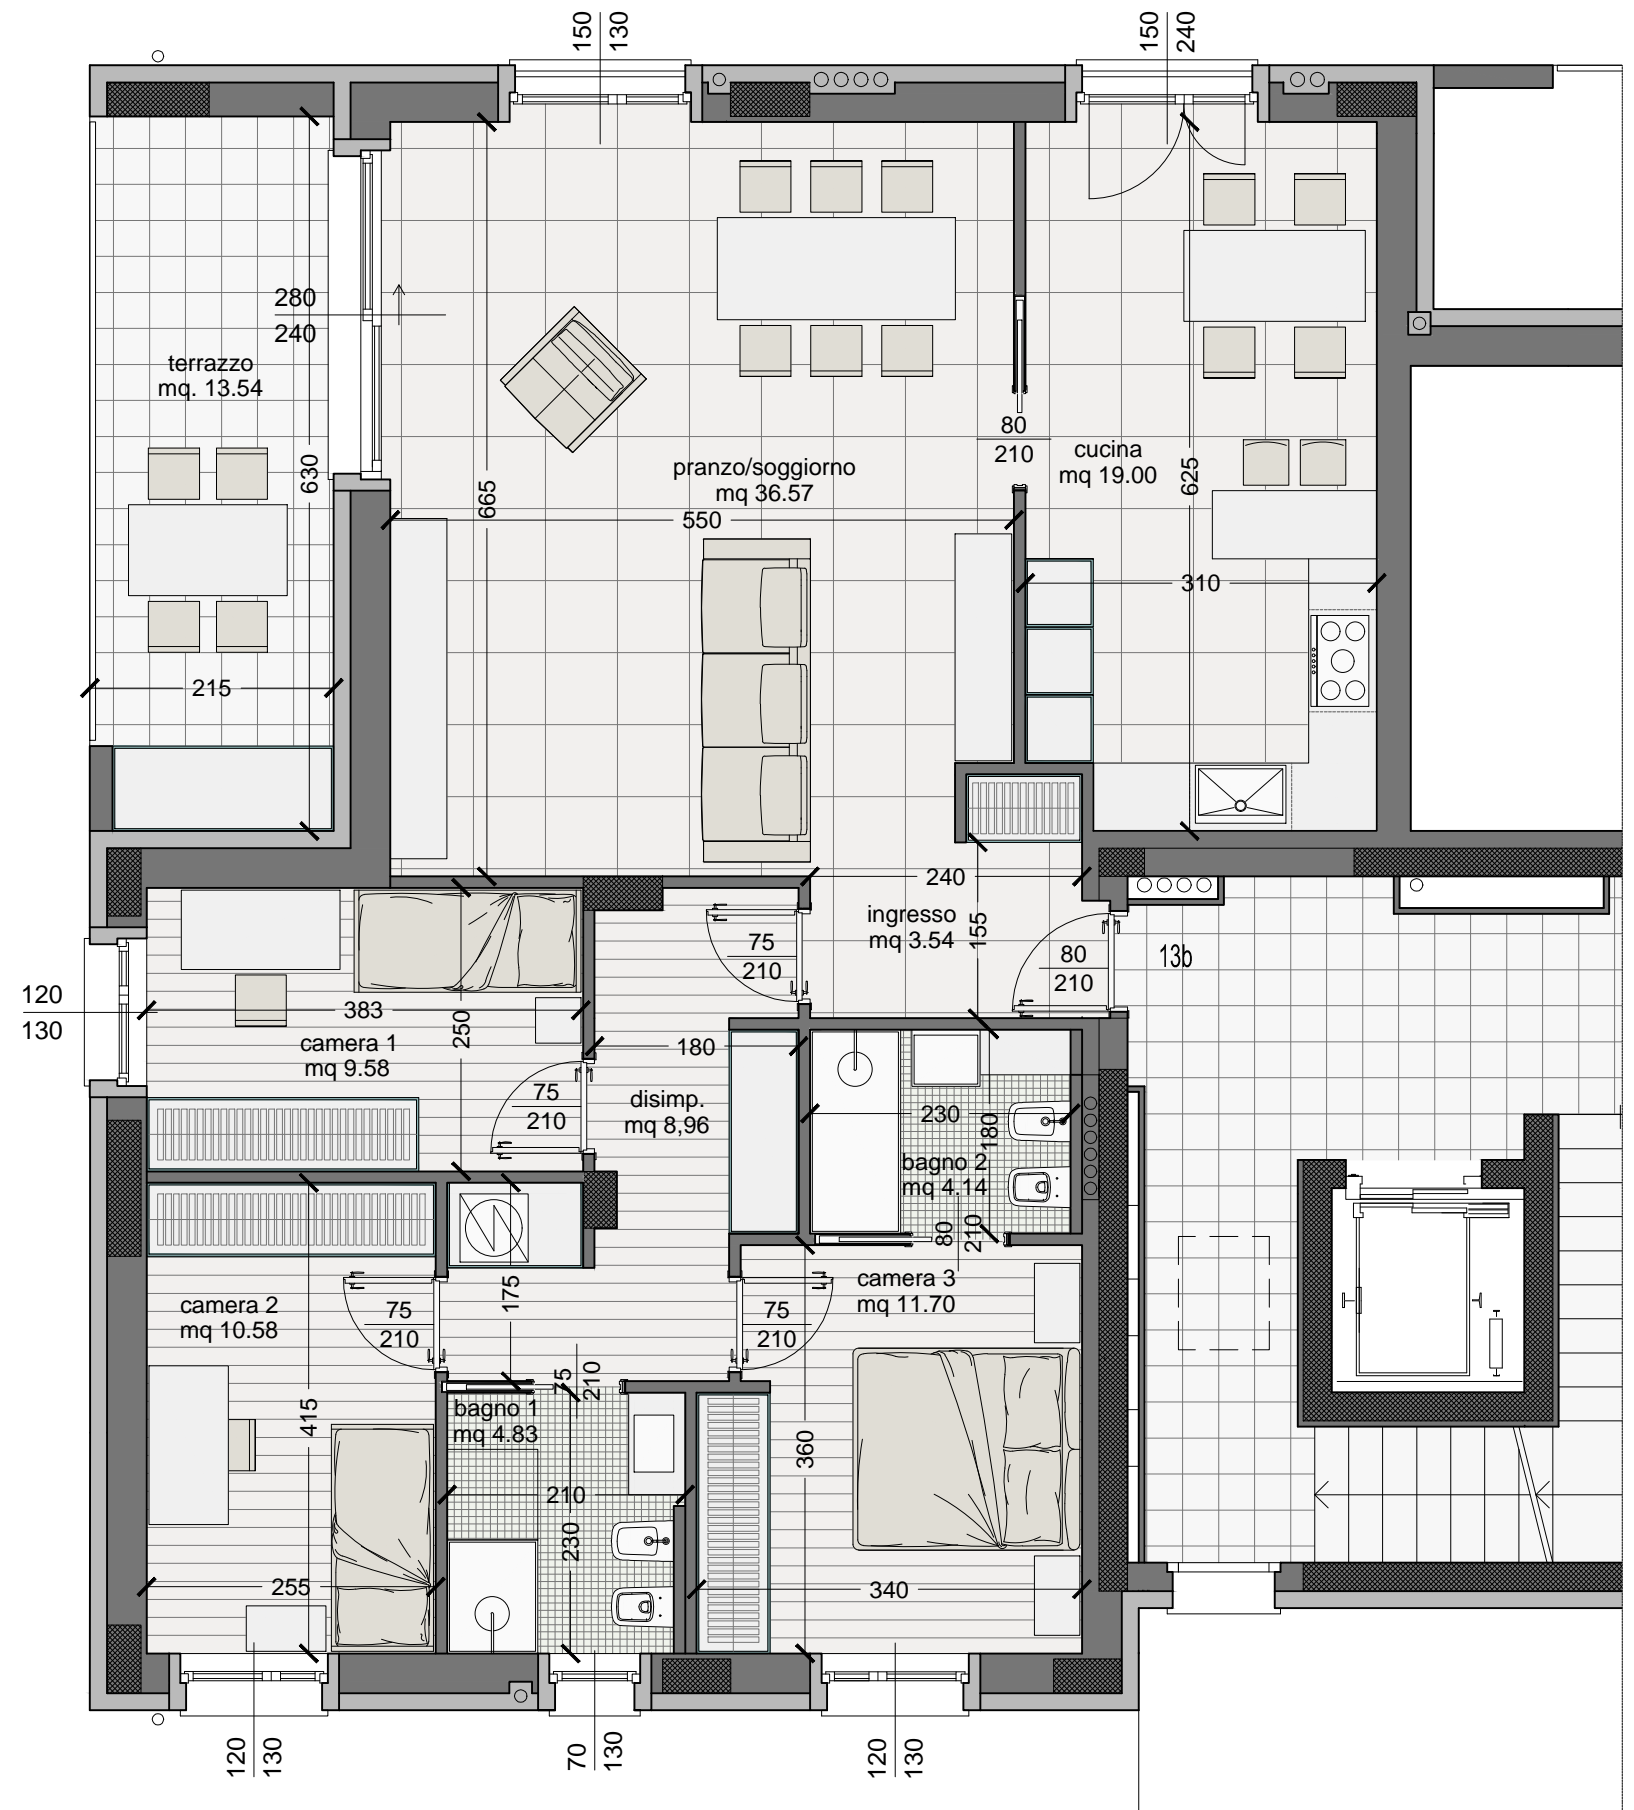 150
130
150
240
280
240
terrazzo
mq. 13.54
630
665
pranzo/soggiorno
mq 36.57
550
80
210
cucina
mq 19.00
625
310
215
240
ingresso
mq 3.54
155
75
210
80
210
13b
120
130
383
250
camera 1
mq 9.58
75
210
180
disimp.
mq 8,96
230
180
bagno 2
mq 4.14
80
210
camera 2
mq 10.58
75
210
175
75
210
camera 3
mq 11.70
75
210
bagno 1
mq 4.83
415
360
210
230
255
340
120
130
70
130
120
130